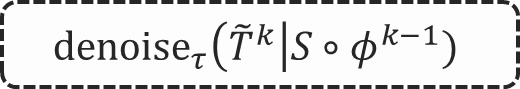 denoise_τ(T̃^k|S ∘ ϕ^{k−1})